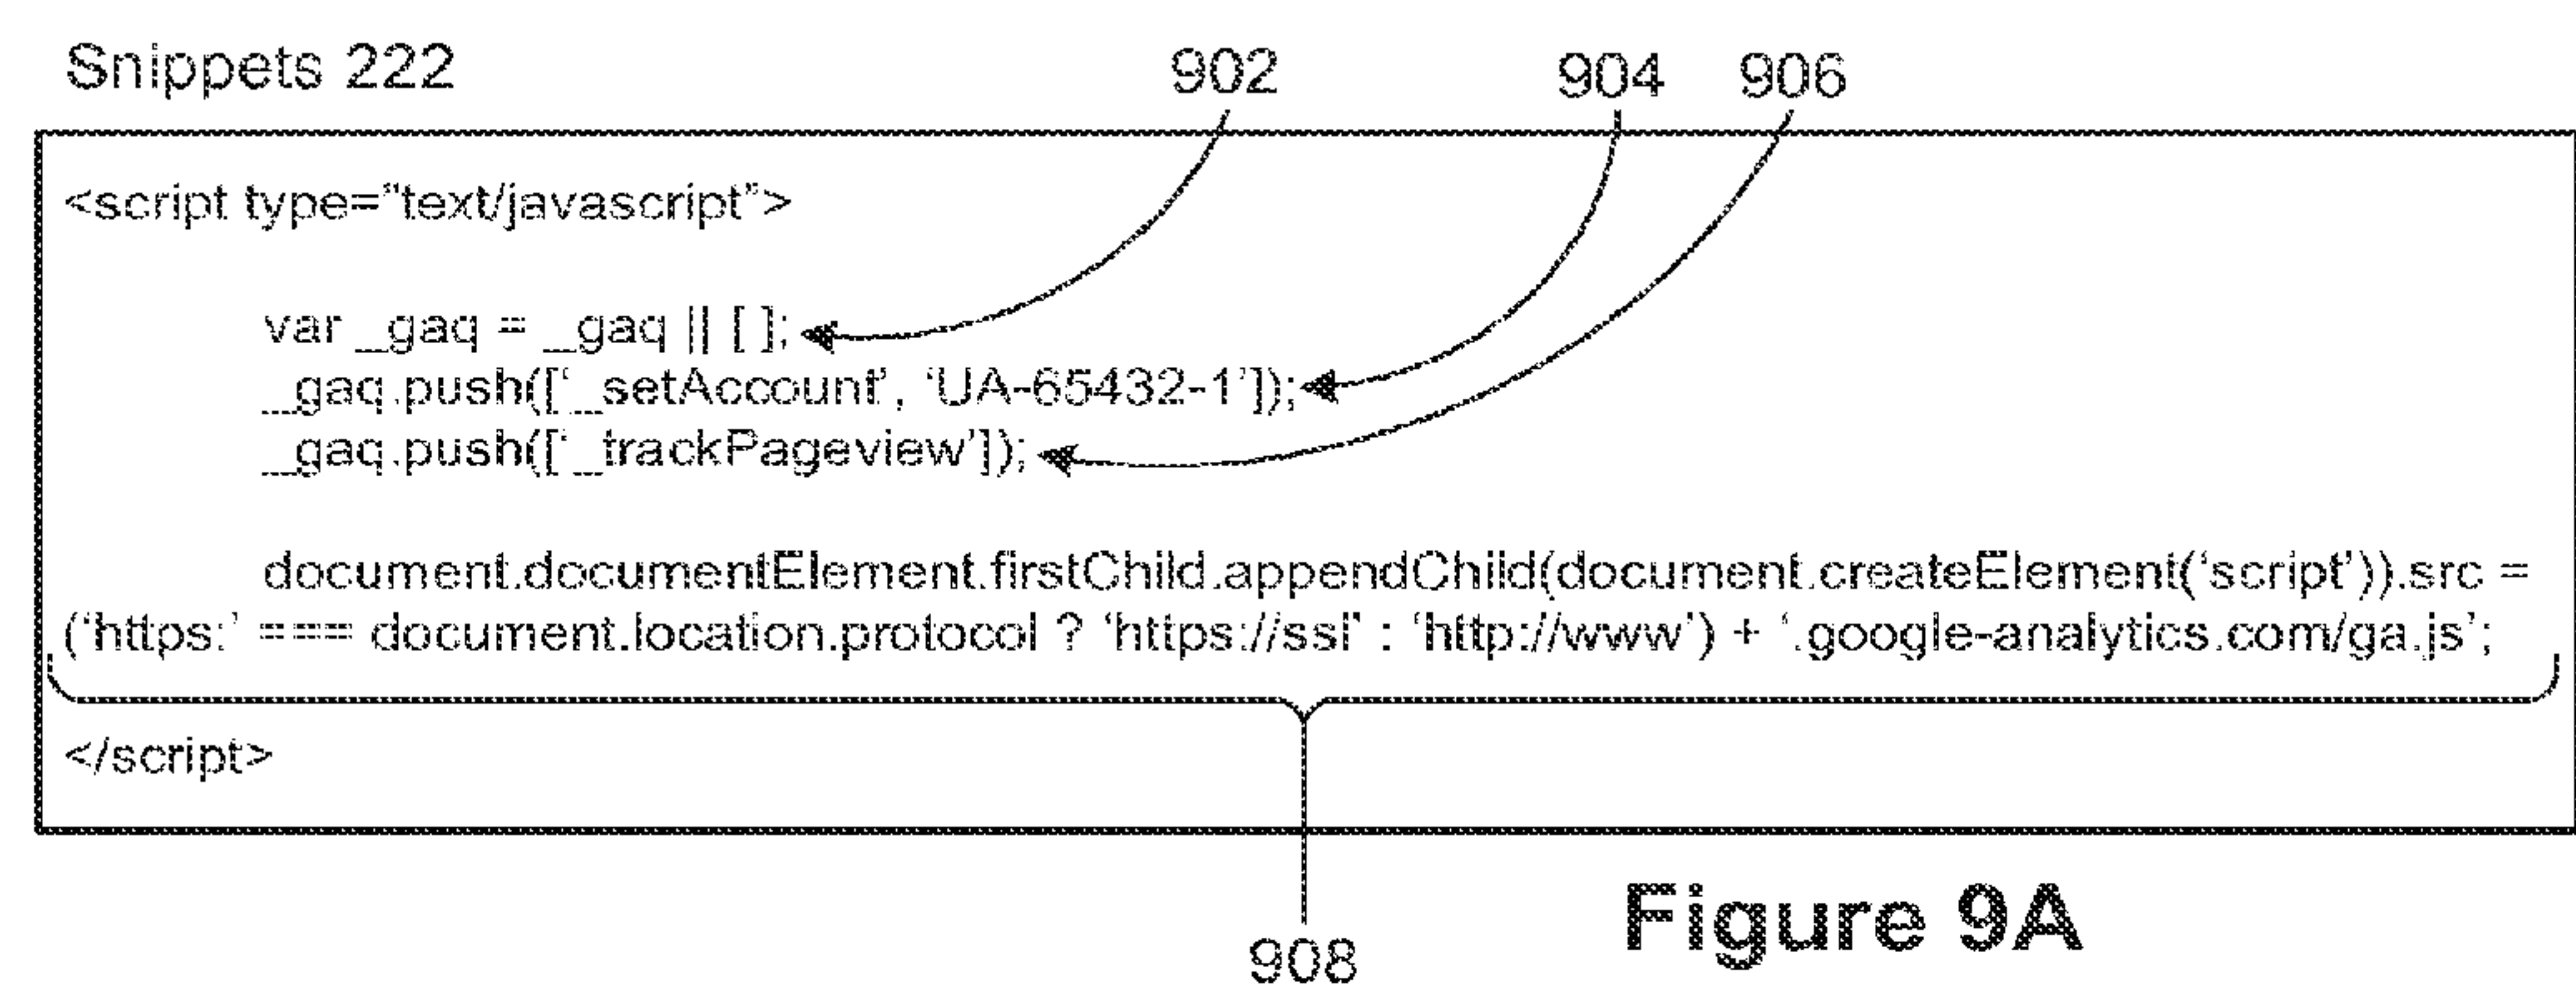 Snippets 222
902 904 906
<script type="text/javascript">
var _gaq = _gaq || [ ];
_gaq.push([‘_setAccount’, ‘UA-65432-1’]);
_gaq.push([‘_trackPageview’]);
document.documentElement.firstChild.appendChild(document.createElement(‘script’)).src =
(‘https:’ === document.location.protocol ? ‘https://ssl’ : ‘http://www’) + ‘.google-analytics.com/ga.js’;
</script>
908
Figure 9A